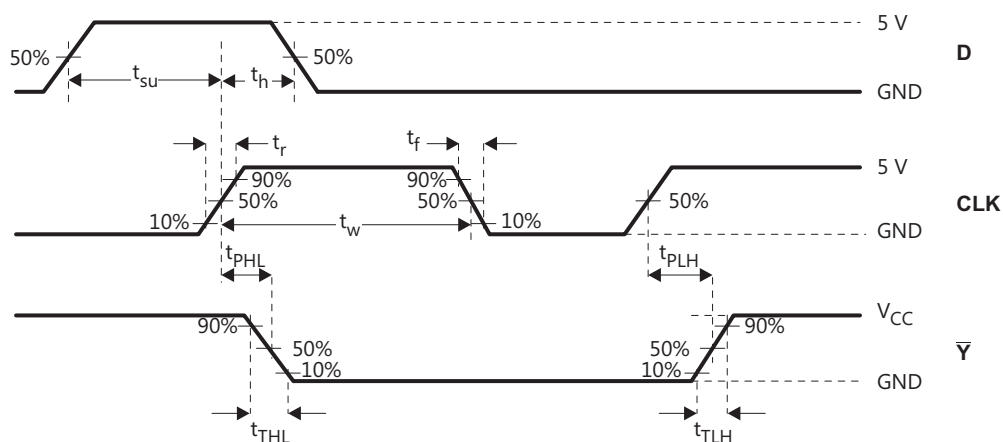 5 V
D
50%
50%
t_su
t_h
GND
t_r
t_f
5 V
90%
90%
50%
50%
50%
CLK
10%
10%
t_w
GND
t_PHL
t_PLH
V_CC
90%
90%
50%
50%
Y̅
10%
10%
GND
t_THL
t_TLH